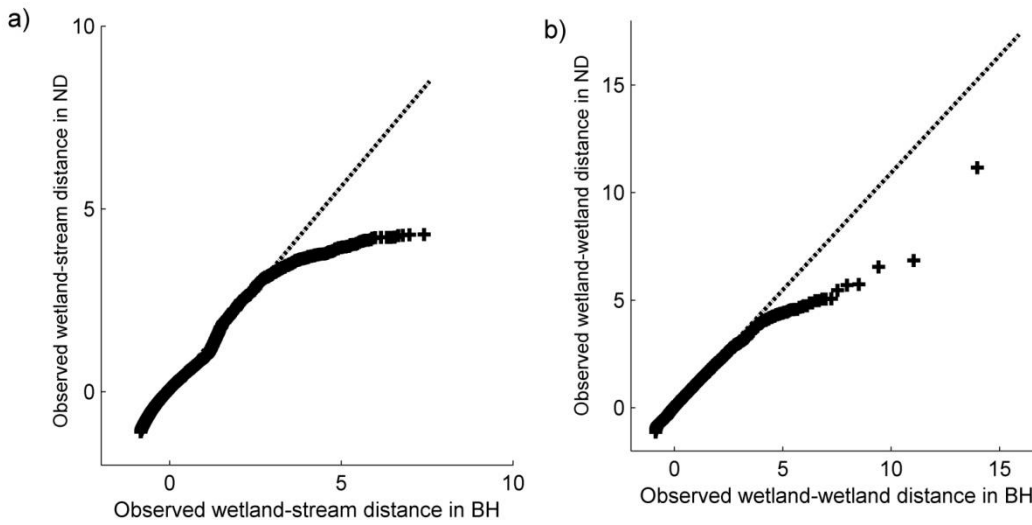 a)
Observed wetland-stream distance in ND
10
5
0
0
5
10
Observed wetland-stream distance in BH
b)
Observed wetland-wetland distance in ND
15
10
5
0
0
5
10
15
Observed wetland-wetland distance in BH